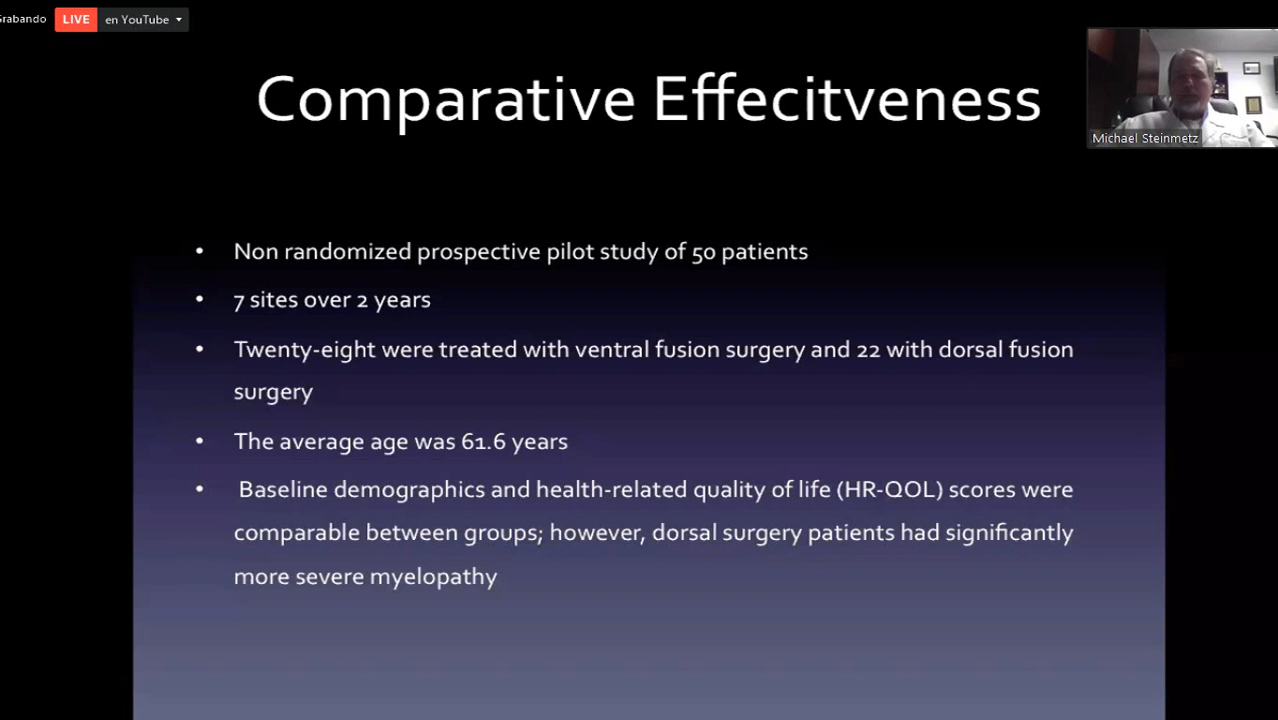 Grabando LIVE en YouTube
Comparative Effecitveness
Michael Steinmetz
• Non randomized prospective pilot study of 50 patients
• 7 sites over 2 years
• Twenty-eight were treated with ventral fusion surgery and 22 with dorsal fusion
surgery
• The average age was 61.6 years
• Baseline demographics and health-related quality of life (HR-QOL) scores were
comparable between groups; however, dorsal surgery patients had significantly
more severe myelopathy